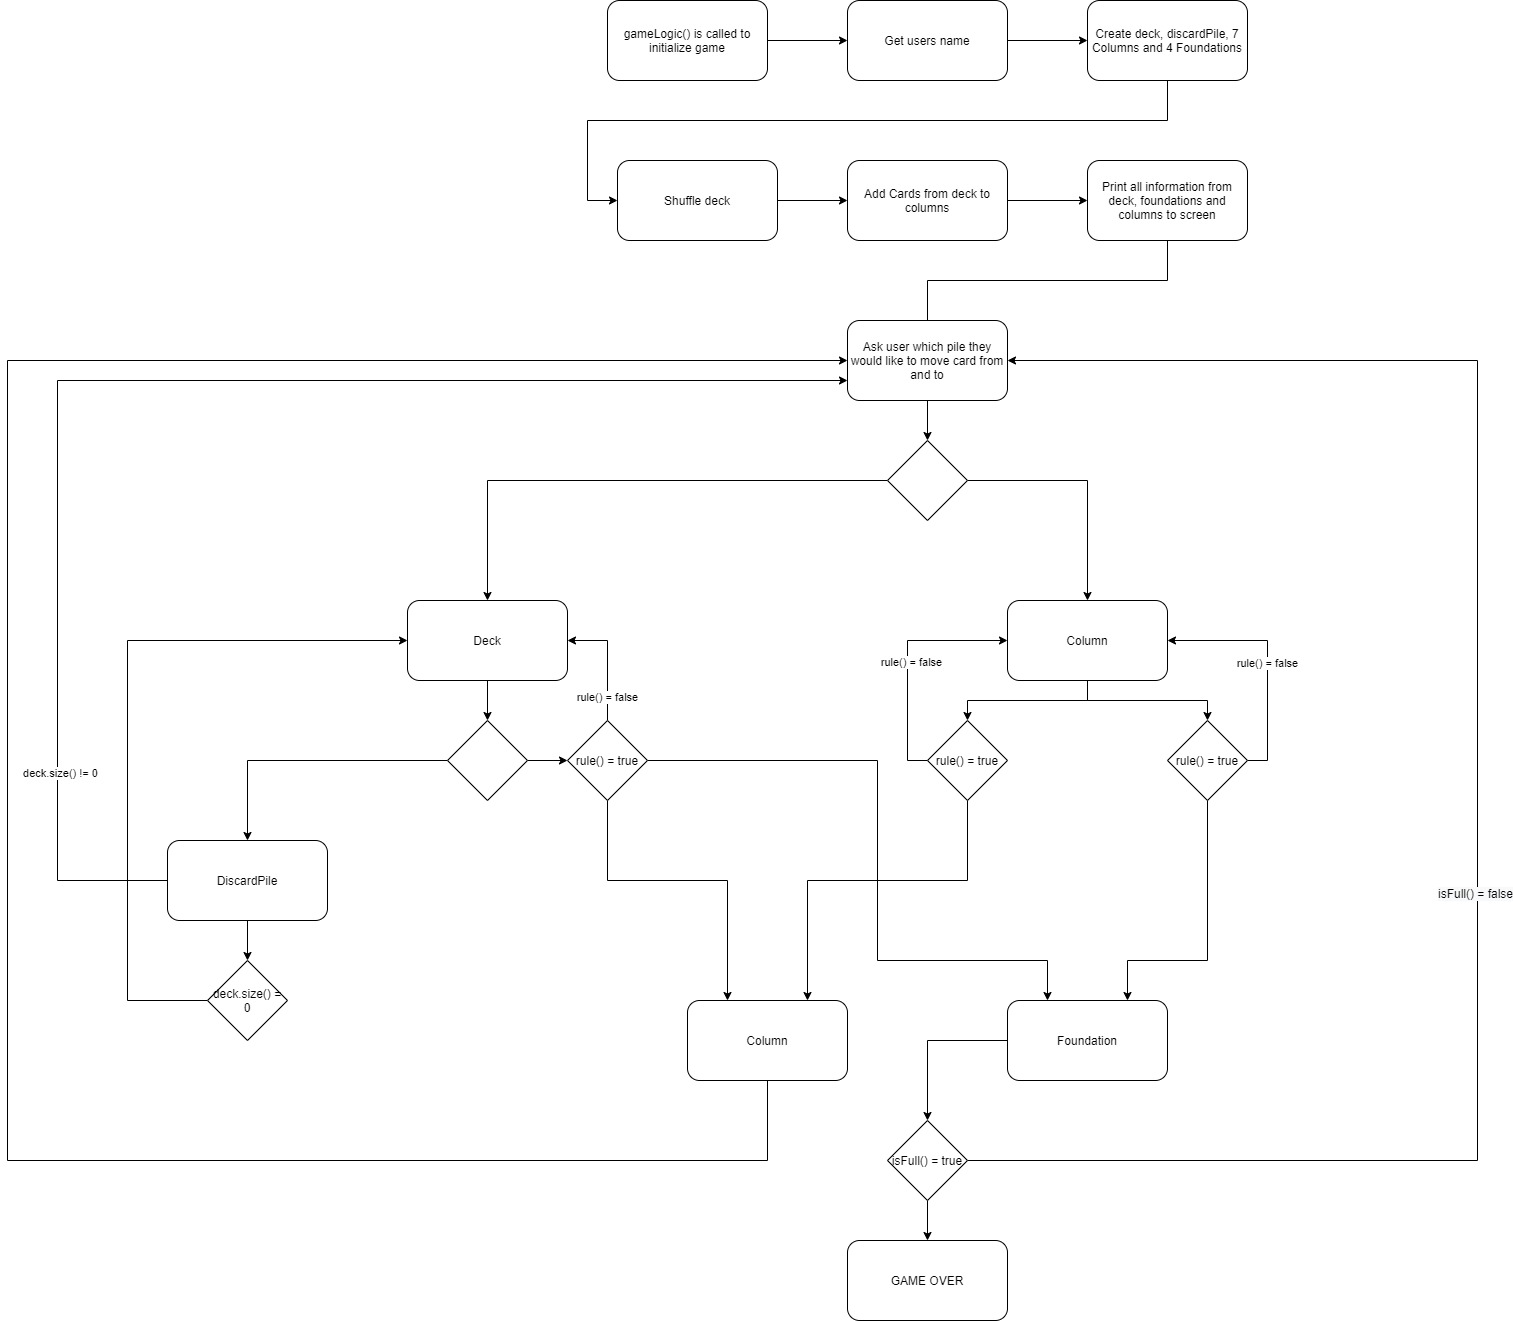 gameLogic() is called to
initialize game
Get users name
Create deck, discardPile, 7
Columns and 4 Foundations
Shuffle deck
Add Cards from deck to
columns
Print all information from
deck, foundations and
columns to screen
Ask user which pile they
would like to move card from
and to
Deck
Column
rule() = false
rule() = false
rule() = false
rule() = true
rule() = true
rule() = true
deck.size() != 0
DiscardPile
isFull() = false
deck.size() =
0
Column
Foundation
isFull() = true
GAME OVER